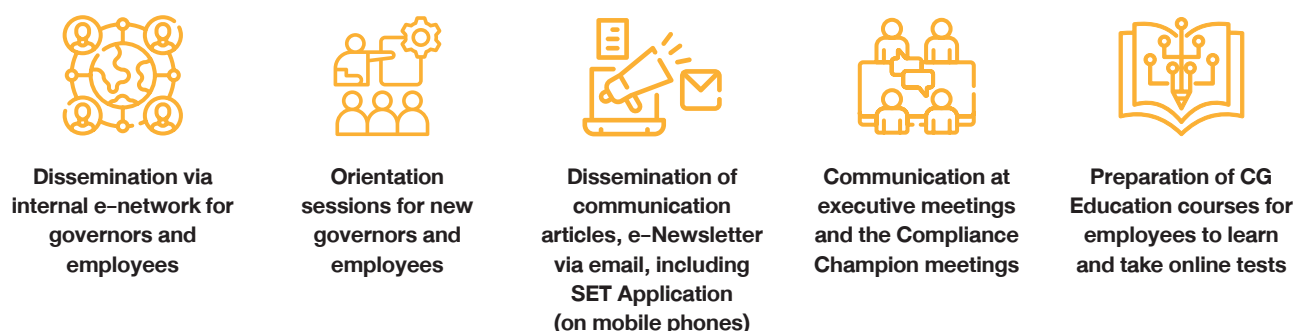 Dissemination via
internal e-network for
governors and
employees
Orientation
sessions for new
governors and
employees
Dissemination of
communication
articles, e-Newsletter
via email, including
SET Application
(on mobile phones)
Communication at
executive meetings
and the Compliance
Champion meetings
Preparation of CG
Education courses for
employees to learn
and take online tests